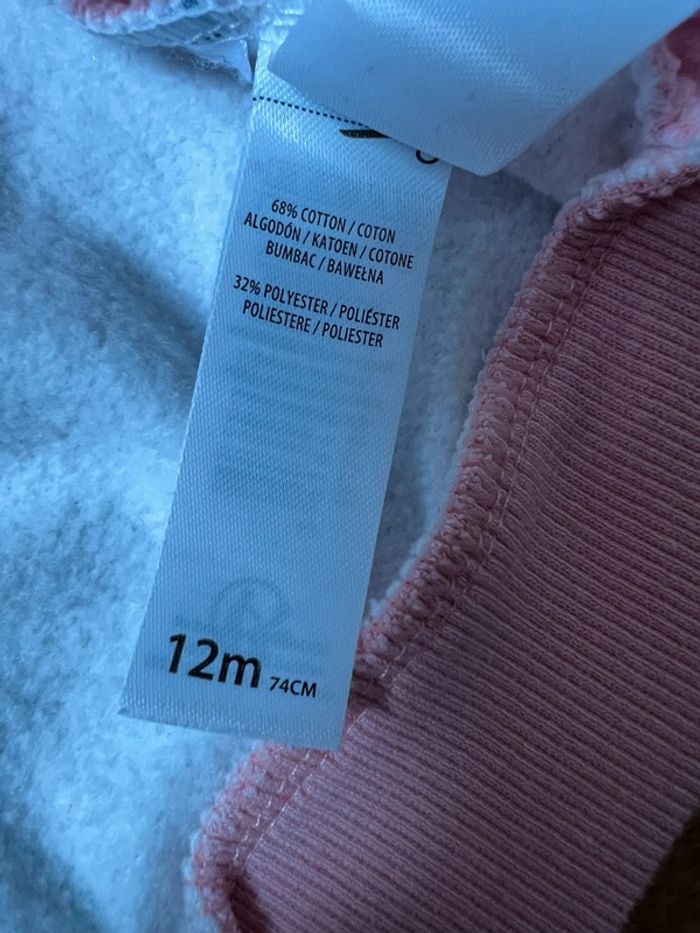 68% COTTON / COTON
ALGODÓN / KATOEN / COTONE
BUMBAC / BAWEŁNA
32% POLYESTER / POLIÉSTER
POLIESTERE / POLIESTER
12m 74CM